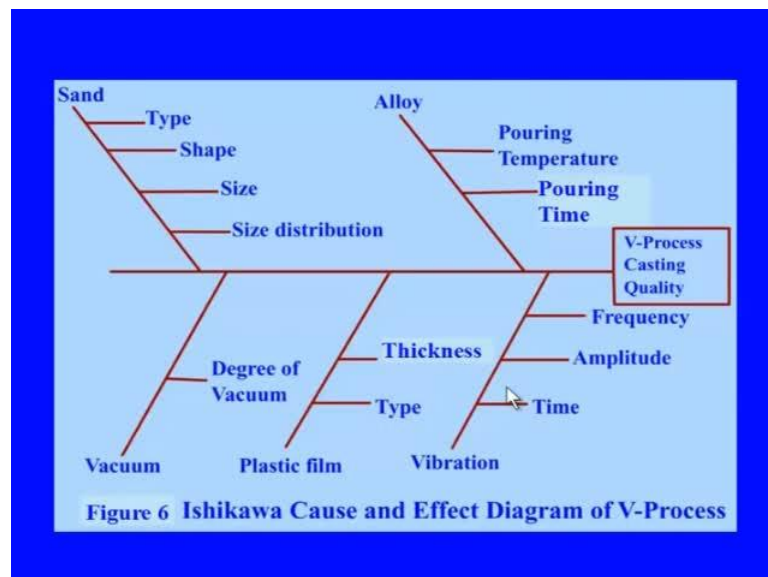 Sand
Type
Shape
Size
Size distribution
Alloy
Pouring
Temperature
Pouring
Time
V-Process
Casting
Quality
Frequency
Amplitude
Time
Vibration
Thickness
Type
Plastic film
Degree of
Vacuum
Vacuum
Figure 6 Ishikawa Cause and Effect Diagram of V-Process